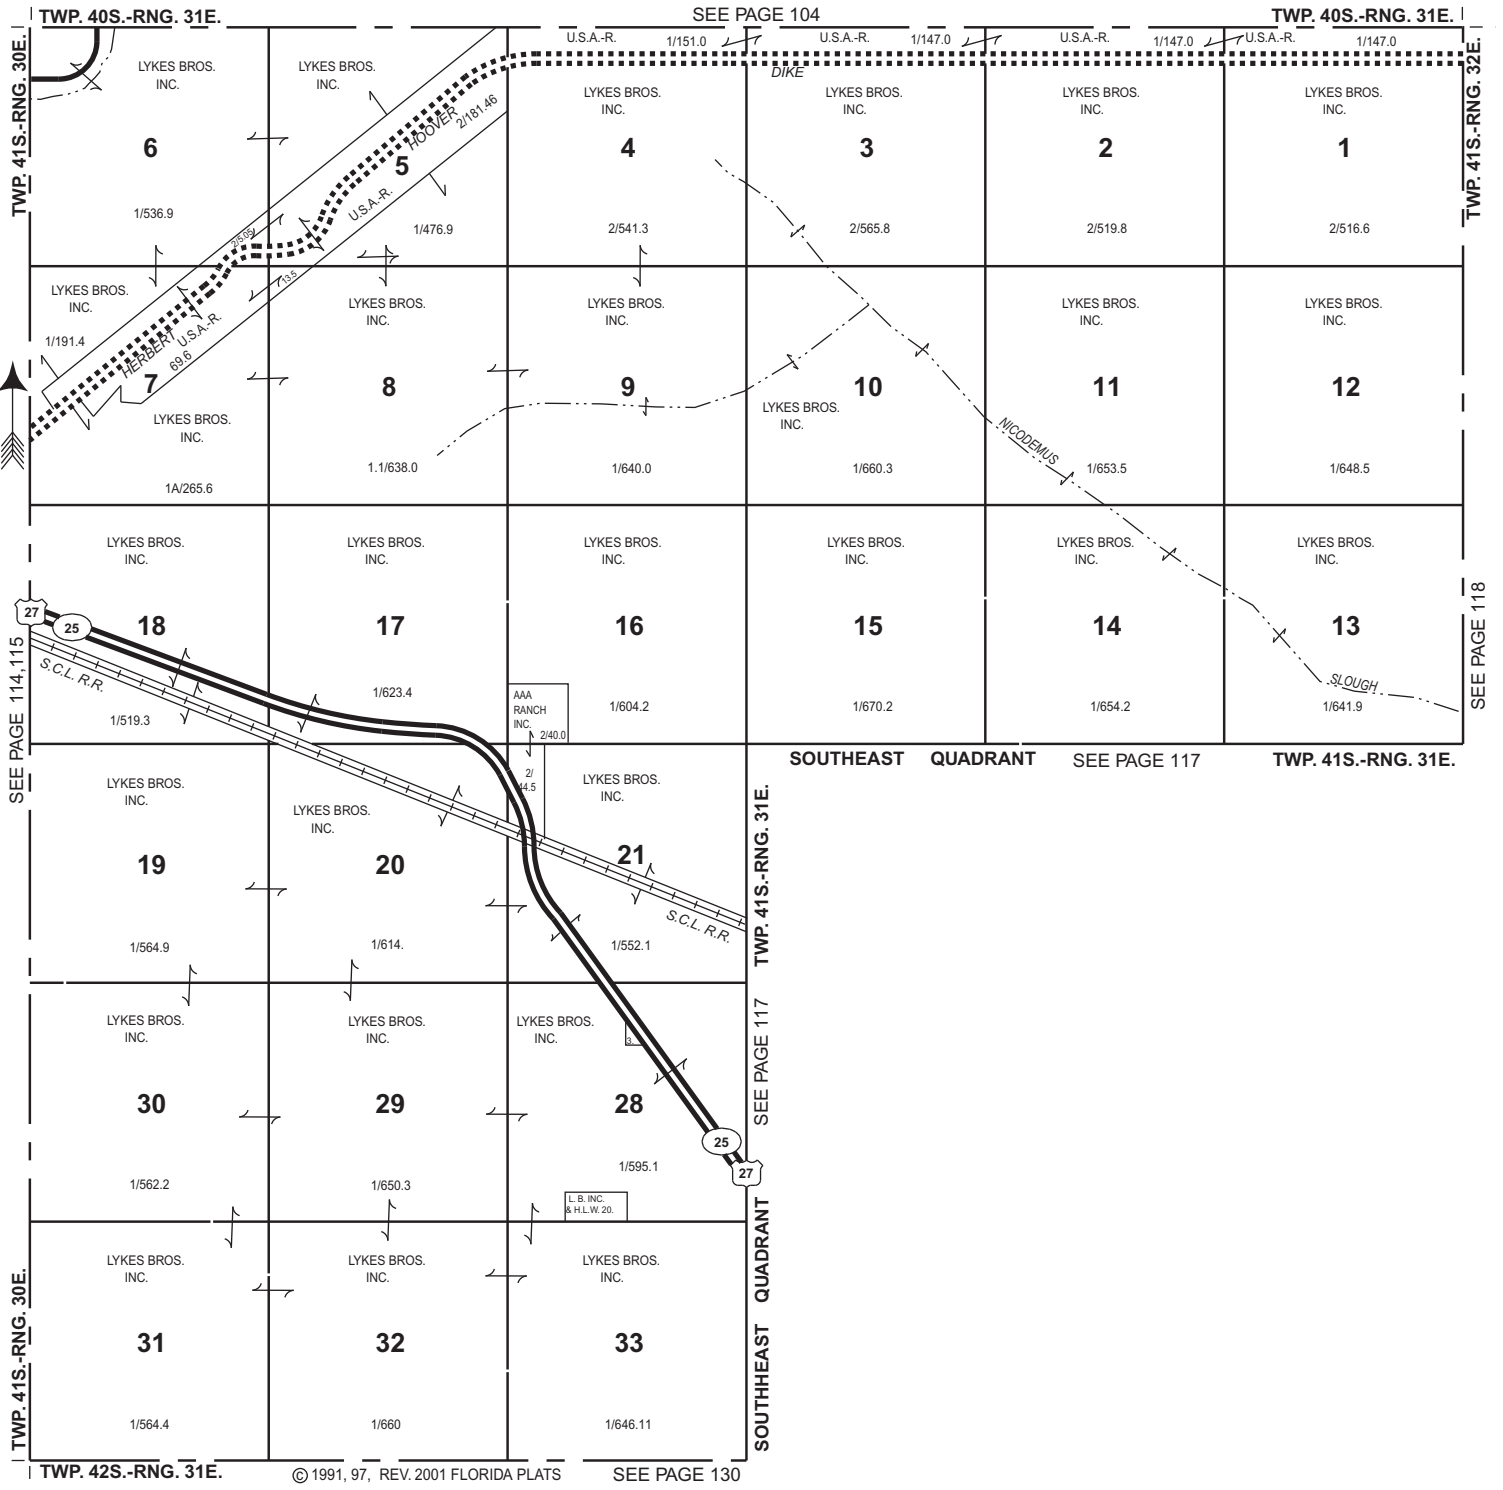 TWP. 40S.-RNG. 31E.
SEE PAGE 104
TWP. 40S.-RNG. 31E.
TWP. 41S.-RNG. 30E.
TWP. 41S.-RNG. 32E.
U.S.A.-R.
1/151.0
U.S.A.-R.
1/147.0
U.S.A.-R.
1/147.0
U.S.A.-R.
1/147.0
DIKE
LYKES BROS.
INC.
6
1/536.9
LYKES BROS.
INC.
HOOVER
2/181.46
5
U.S.A.-R.
1/476.9
2/5.05
13.5
LYKES BROS.
INC.
4
2/541.3
LYKES BROS.
INC.
3
2/565.8
LYKES BROS.
INC.
2
2/519.8
LYKES BROS.
INC.
1
2/516.6
LYKES BROS.
INC.
1/191.4
HERBERT
U.S.A.-R.
69.6
7
LYKES BROS.
INC.
1A/265.6
LYKES BROS.
INC.
8
1.1/638.0
LYKES BROS.
INC.
9
1/640.0
10
LYKES BROS.
INC.
1/660.3
LYKES BROS.
INC.
11
NICODEMUS
1/653.5
LYKES BROS.
INC.
12
1/648.5
LYKES BROS.
INC.
27
25
18
S.C.L. R.R.
1/519.3
LYKES BROS.
INC.
17
1/623.4
LYKES BROS.
INC.
16
AAA
RANCH
INC.
2/40.0
1/604.2
LYKES BROS.
INC.
15
1/670.2
LYKES BROS.
INC.
14
1/654.2
LYKES BROS.
INC.
13
SLOUGH
1/641.9
SEE PAGE 114,115
SEE PAGE 118
SOUTHEAST QUADRANT
SEE PAGE 117
TWP. 41S.-RNG. 31E.
LYKES BROS.
INC.
19
1/564.9
LYKES BROS.
INC.
20
1/614.
2/
44.5
LYKES BROS.
INC.
21
S.C.L. R.R.
1/552.1
TWP. 41S.-RNG. 31E.
LYKES BROS.
INC.
30
1/562.2
LYKES BROS.
INC.
29
1/650.3
LYKES BROS.
INC.
3.
28
1/595.1
25
27
L. B. INC.
& H.L.W. 20.
SEE PAGE 117
LYKES BROS.
INC.
31
1/564.4
LYKES BROS.
INC.
32
1/660
LYKES BROS.
INC.
33
1/646.11
SOUTHHEAST QUADRANT
TWP. 41S.-RNG. 30E.
TWP. 42S.-RNG. 31E.
© 1991, 97, REV. 2001 FLORIDA PLATS
SEE PAGE 130